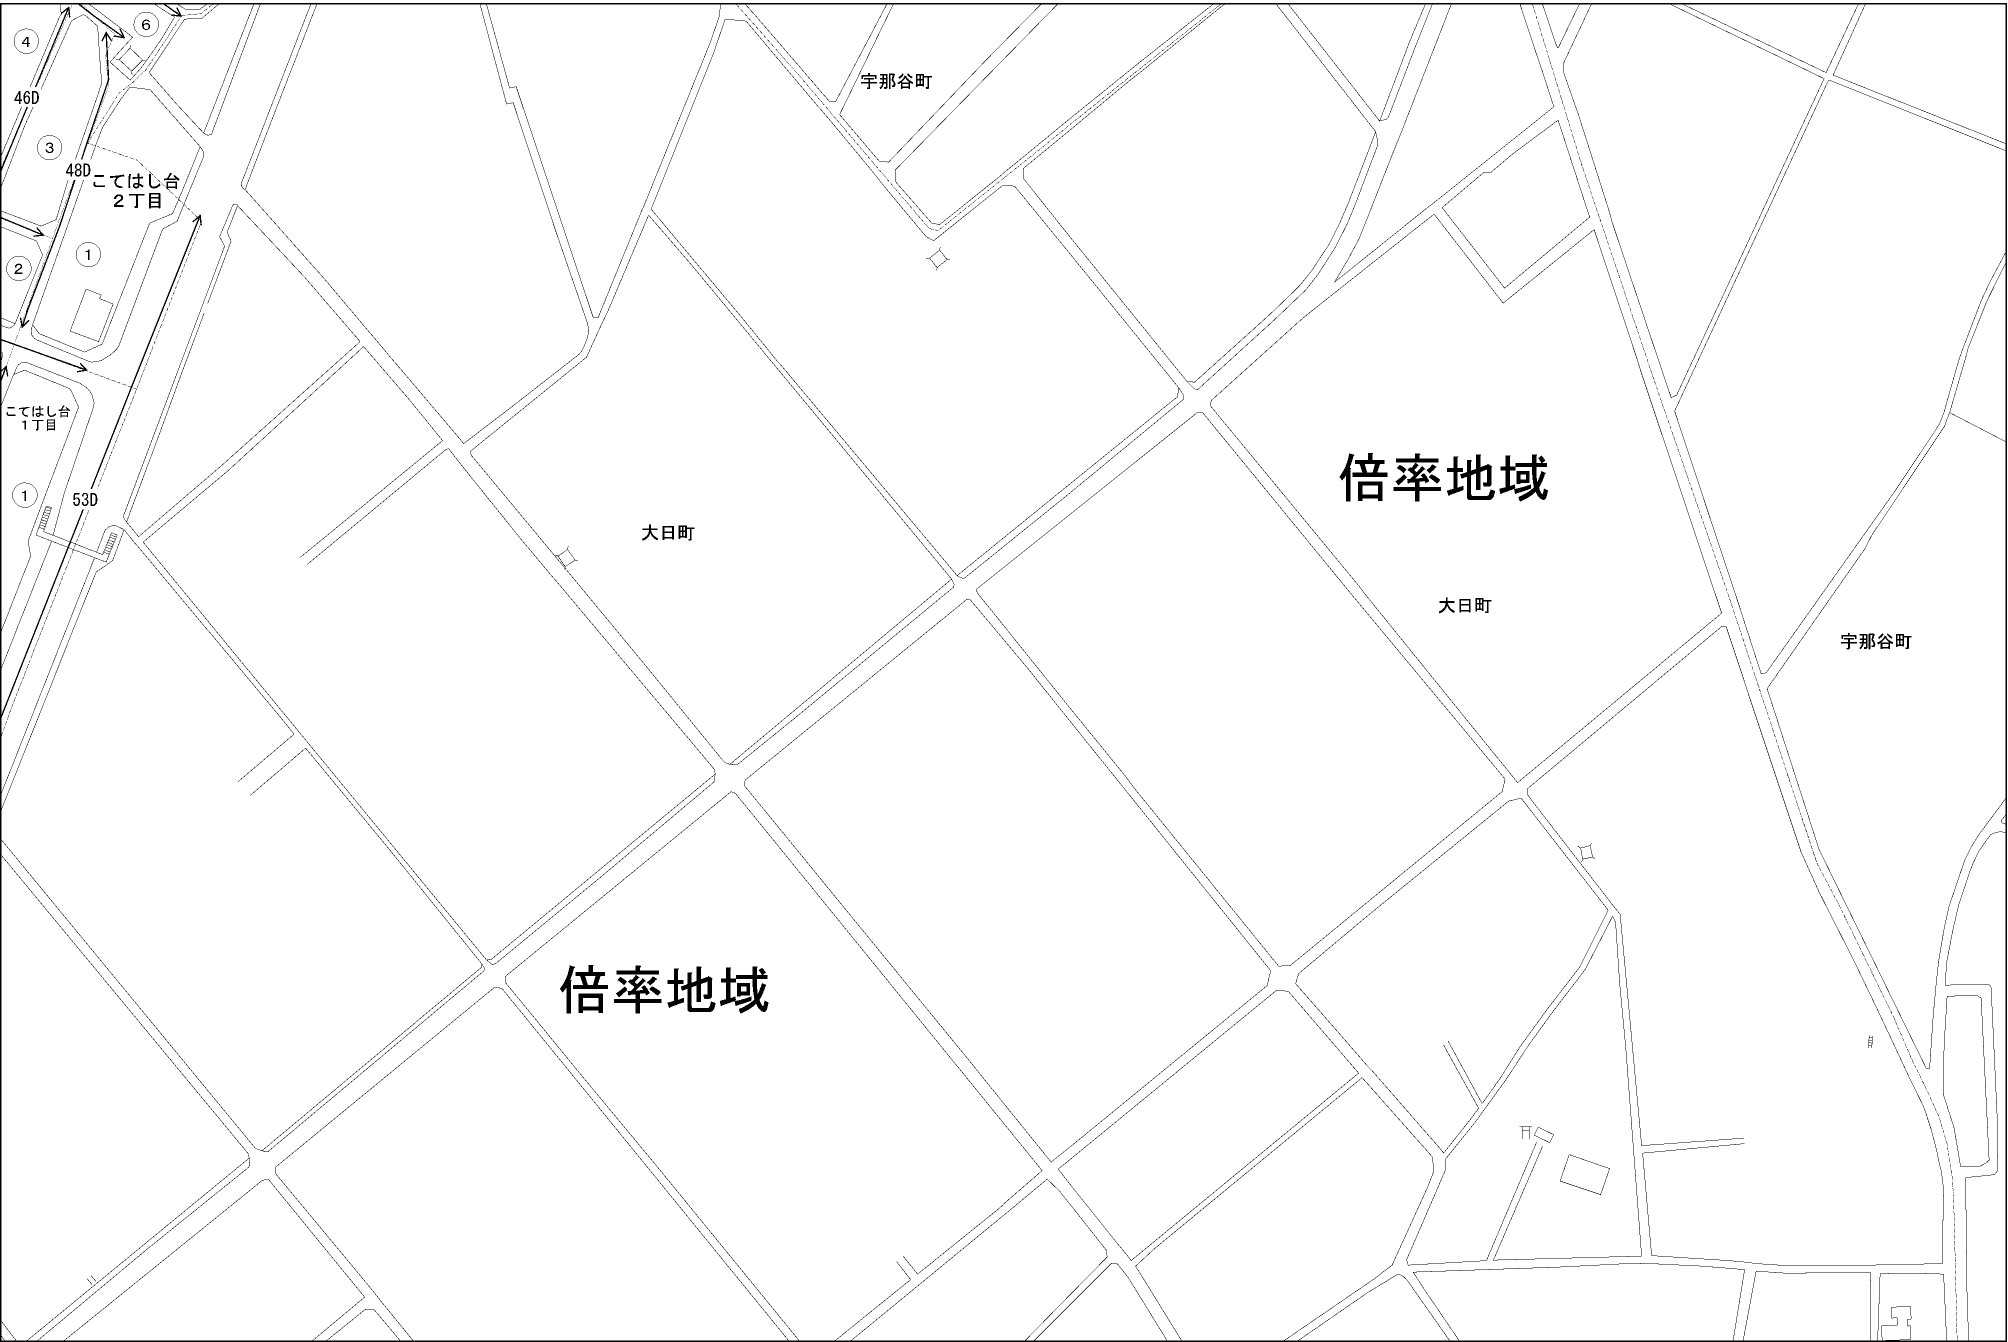 ④
⑥
46D
③
48D
こてはし台
2丁目
②
①
こてはし台
1丁目
①
53D
宇那谷町
倍率地域
大日町
大日町
宇那谷町
倍率地域